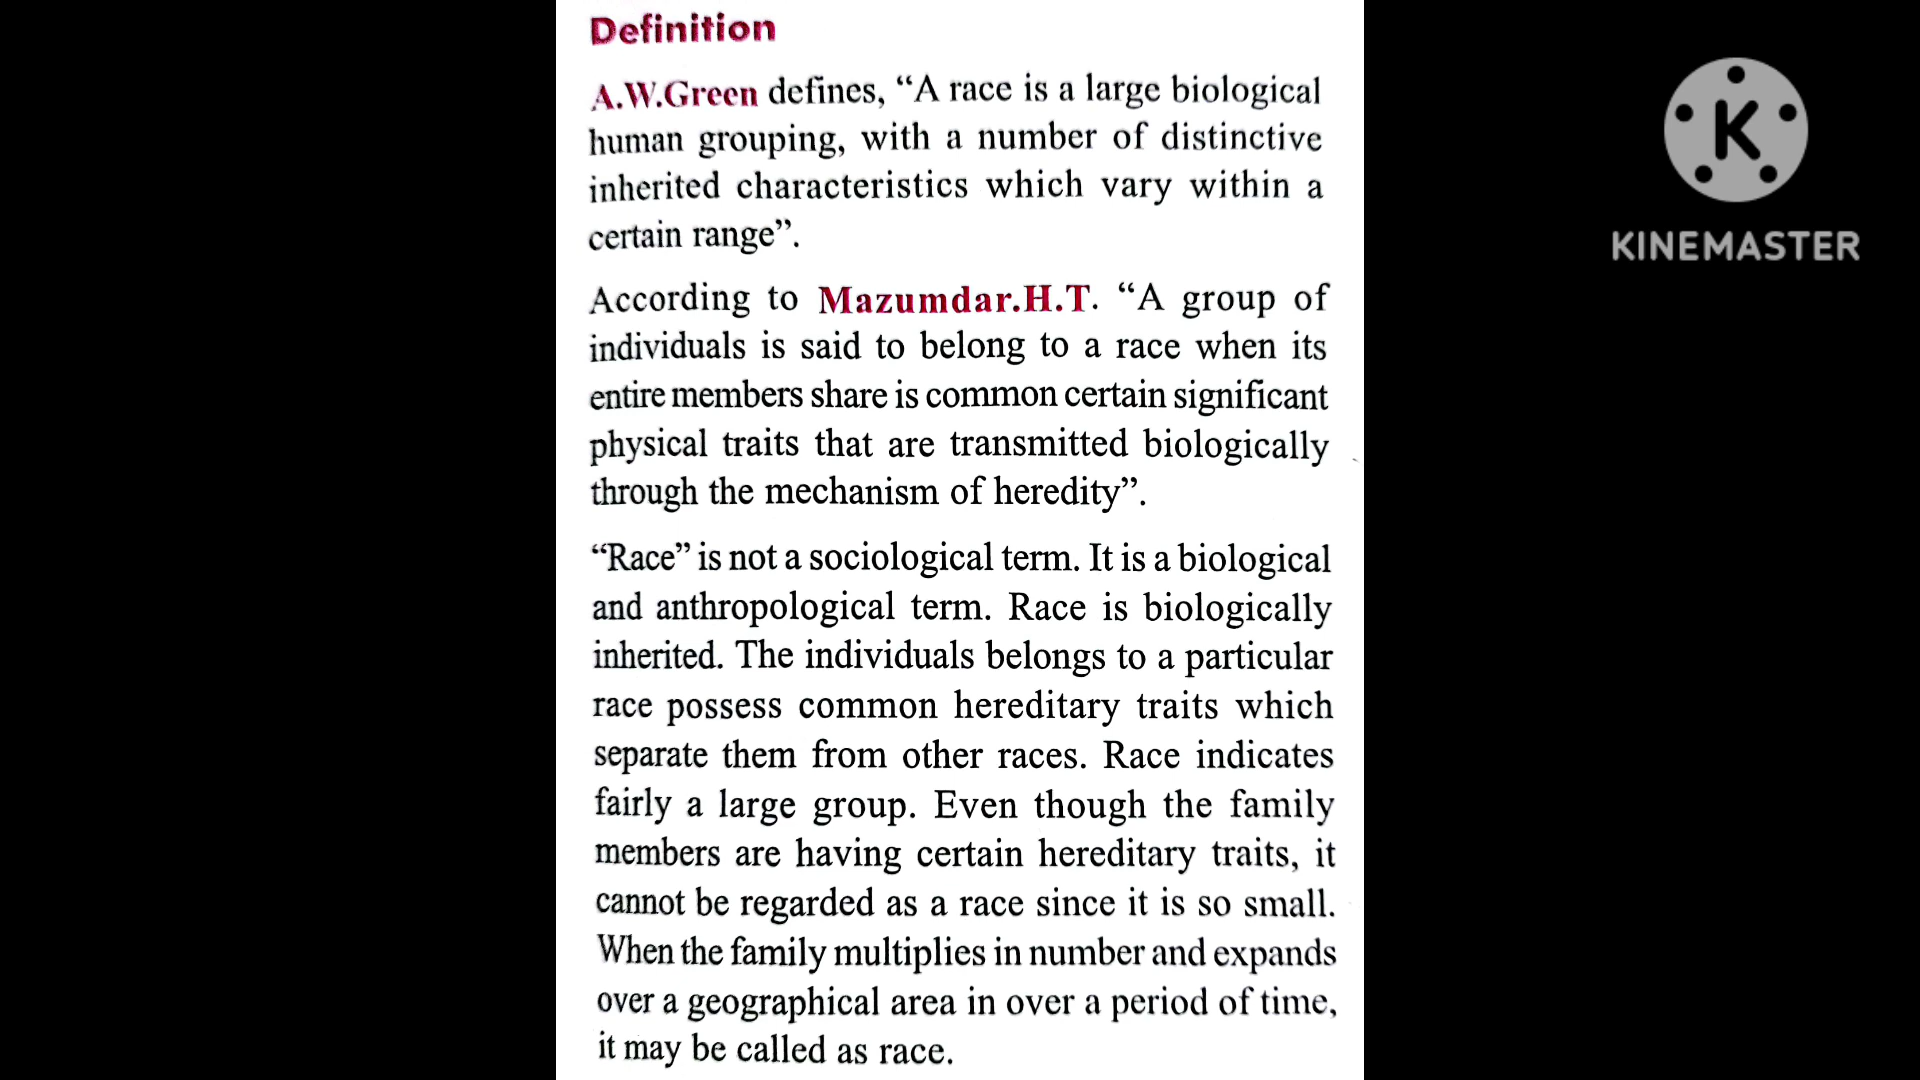 Definition
A.W.Green defines, “A race is a large biological
human grouping, with a number of distinctive
inherited characteristics which vary within a
certain range”.
According to Mazumdar.H.T. “A group of
individuals is said to belong to a race when its
entire members share is common certain significant
physical traits that are transmitted biologically
through the mechanism of heredity”.
“Race” is not a sociological term. It is a biological
and anthropological term. Race is biologically
inherited. The individuals belongs to a particular
race possess common hereditary traits which
separate them from other races. Race indicates
fairly a large group. Even though the family
members are having certain hereditary traits, it
cannot be regarded as a race since it is so small.
When the family multiplies in number and expands
over a geographical area in over a period of time,
it may be called as race.
K
KINEMASTER